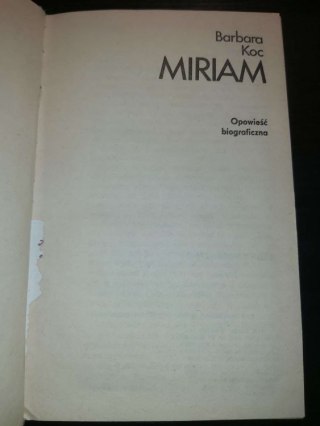 Barbara
Koc
MIRIAM
Opowieść
biograficzna